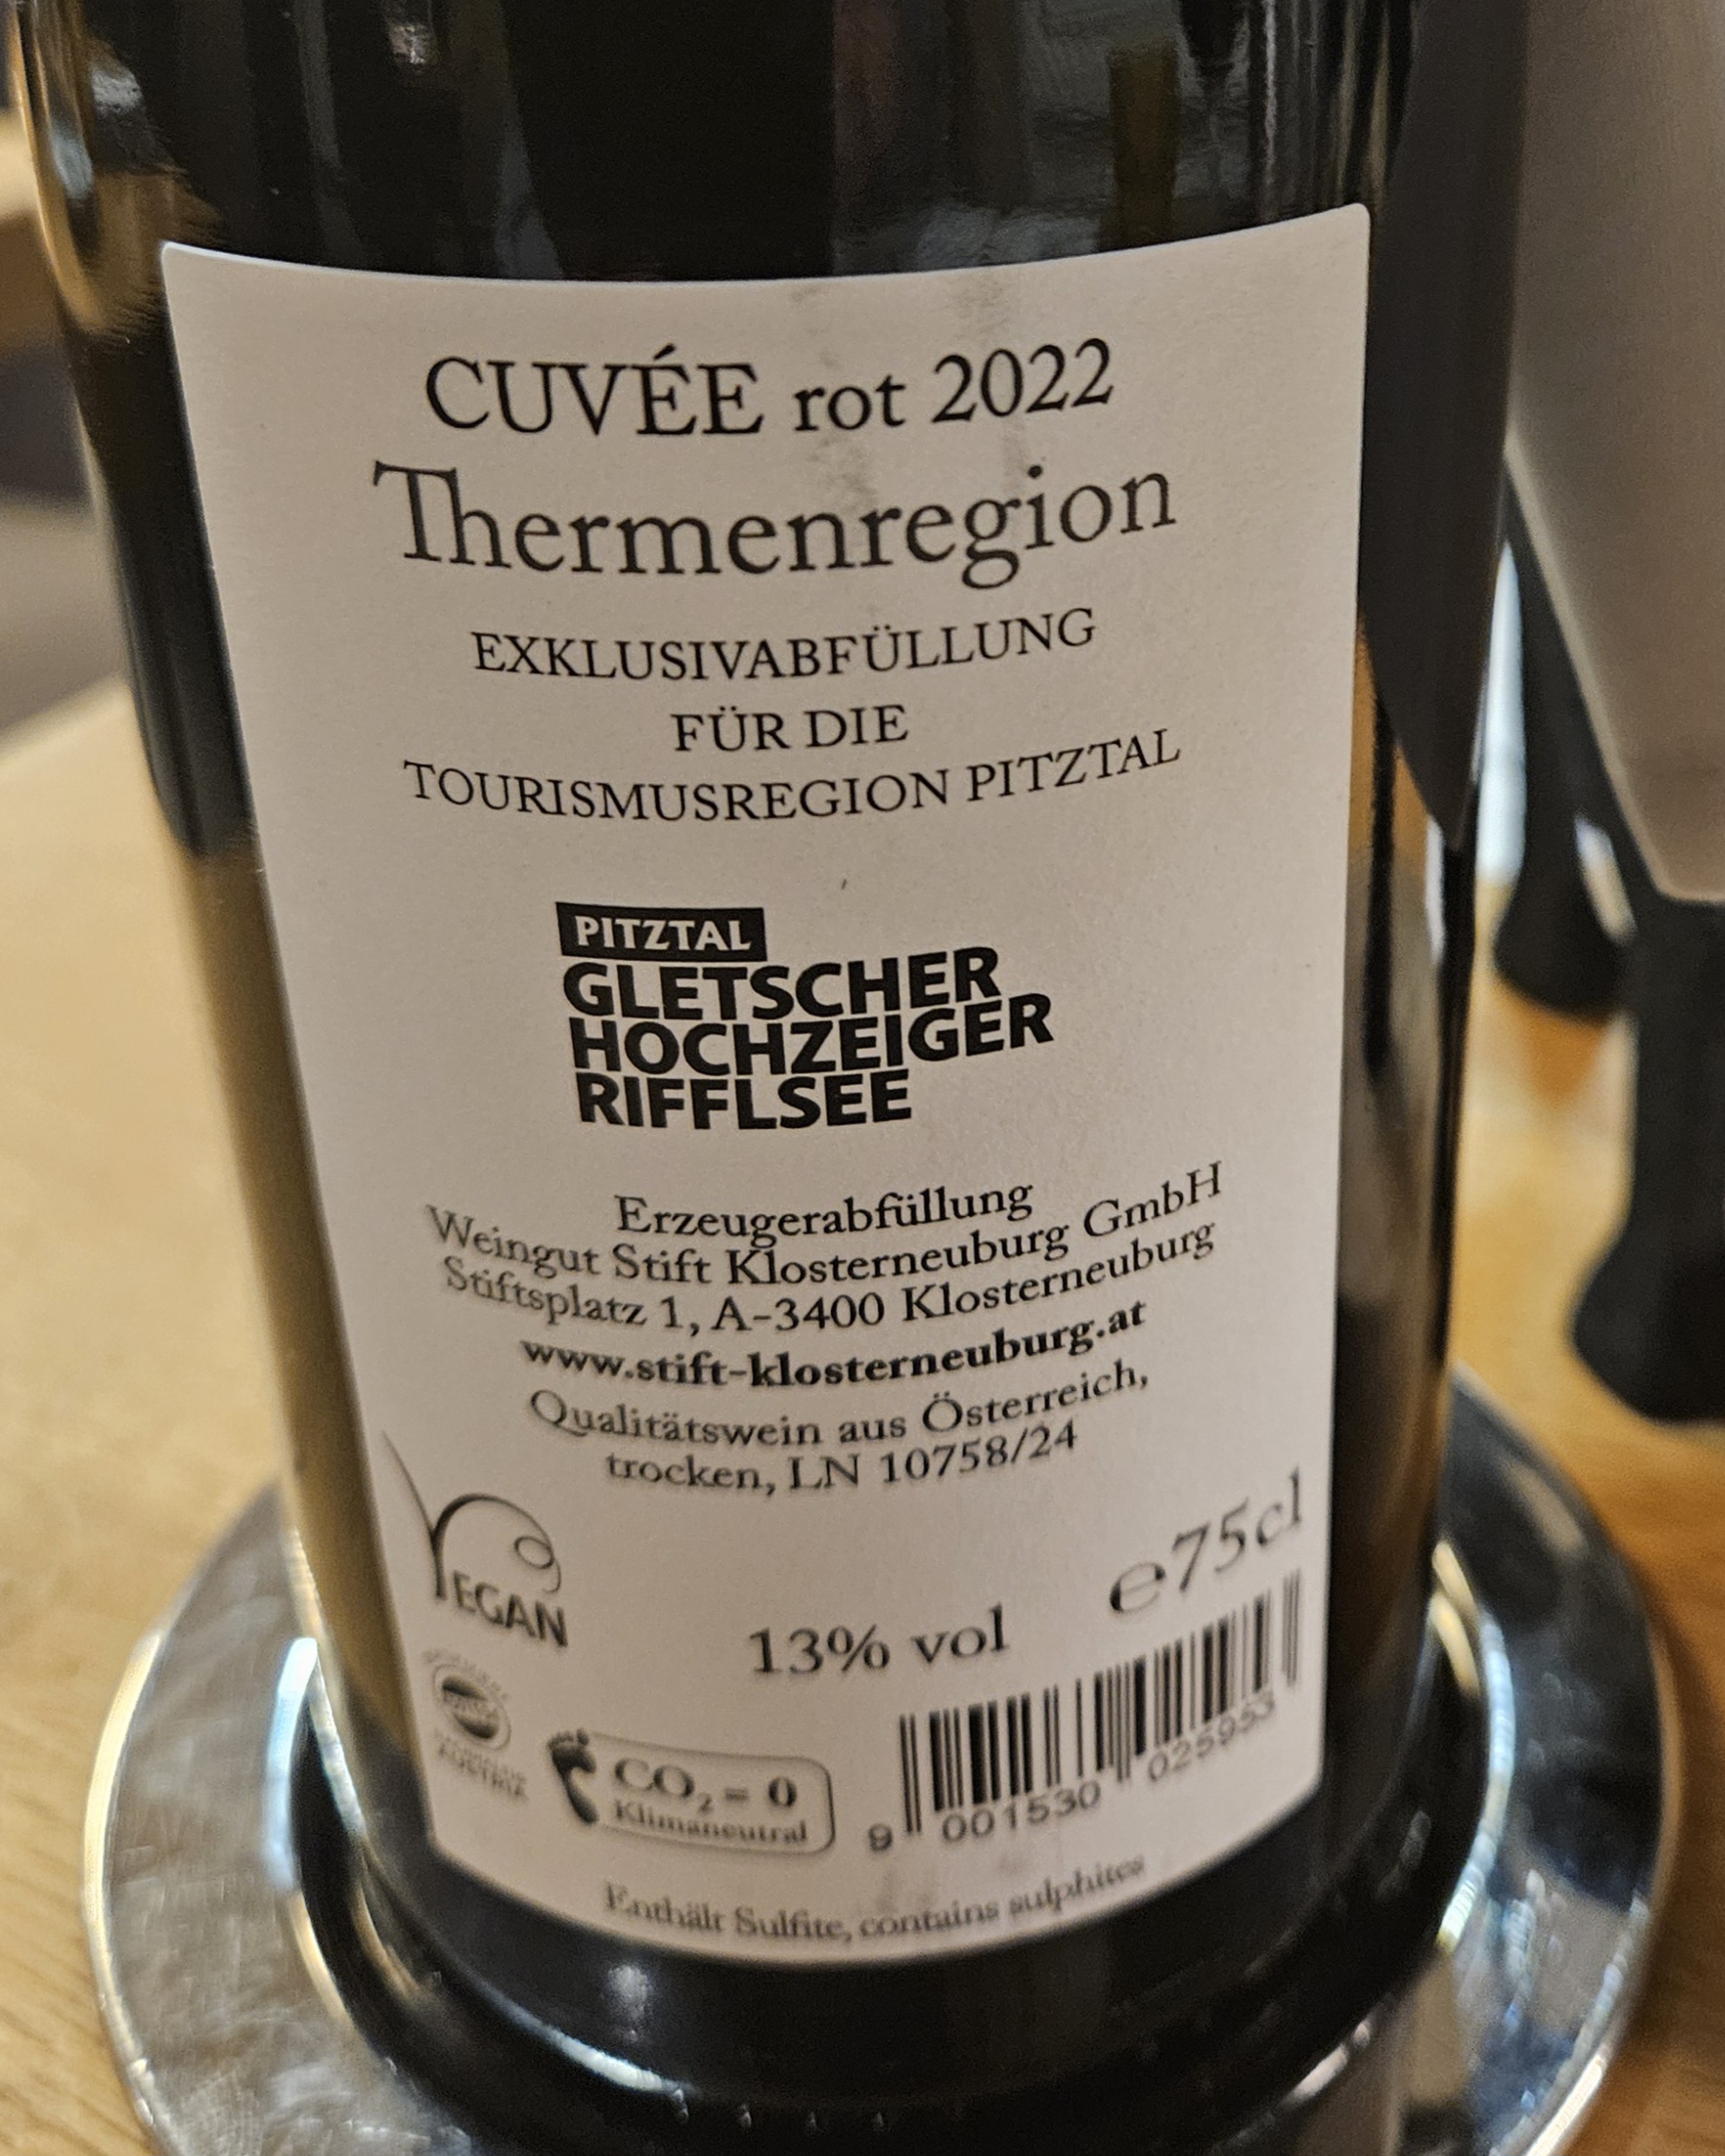 CUVÉE rot 2022
Thermenregion
EXKLUSIVABFÜLLUNG
FÜR DIE
TOURISMUSREGION PITZTAL
PITZTAL
GLETSCHER
HOCHZEIGER
RIFFLSEE
Erzeugerabfüllung
Weingut Stift Klosterneuburg GmbH
Stiftsplatz 1, A-3400 Klosterneuburg
www.stift-klosterneuburg.at
Qualitätswein aus Österreich,
trocken, LN 10758/24
VEGAN
13% vol
℮75cl
AUSTRIA
CO₂ = 0
Klimaneutral
9 001530 025953
Enthält Sulfite, contains sulphites